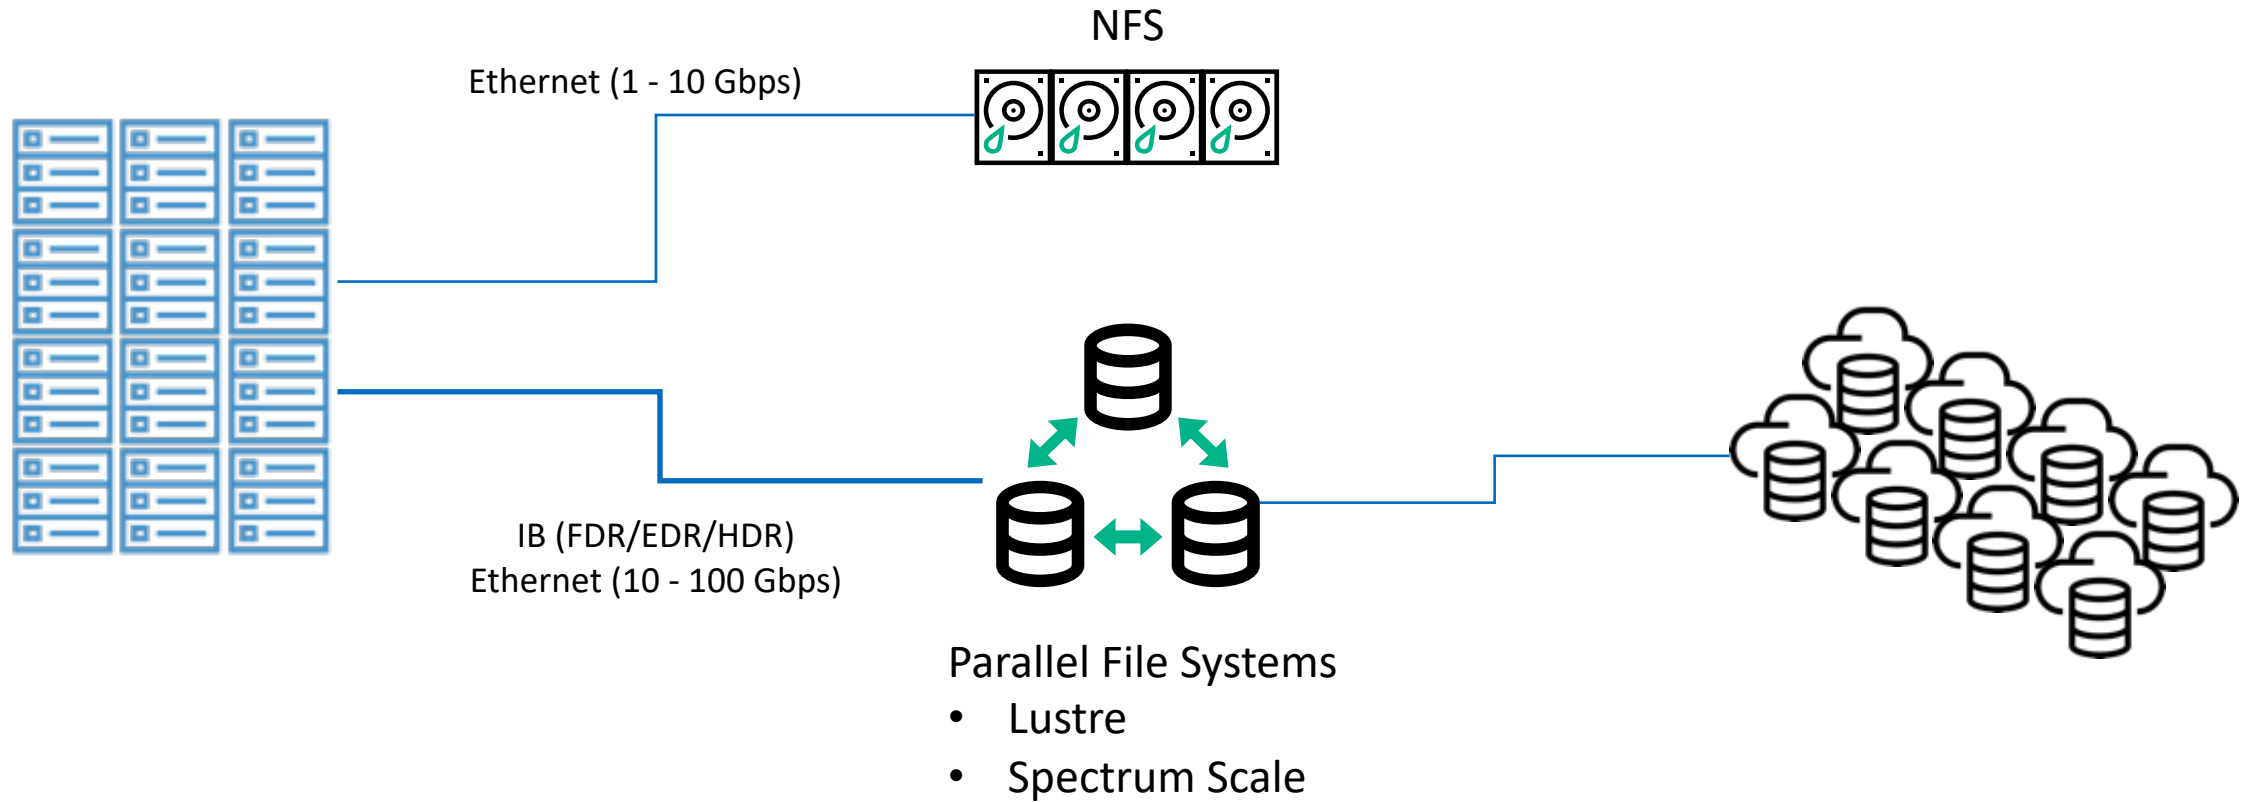 NFS
Ethernet (1 - 10 Gbps)
IB (FDR/EDR/HDR)
Ethernet (10 - 100 Gbps)
Parallel File Systems
• Lustre
• Spectrum Scale